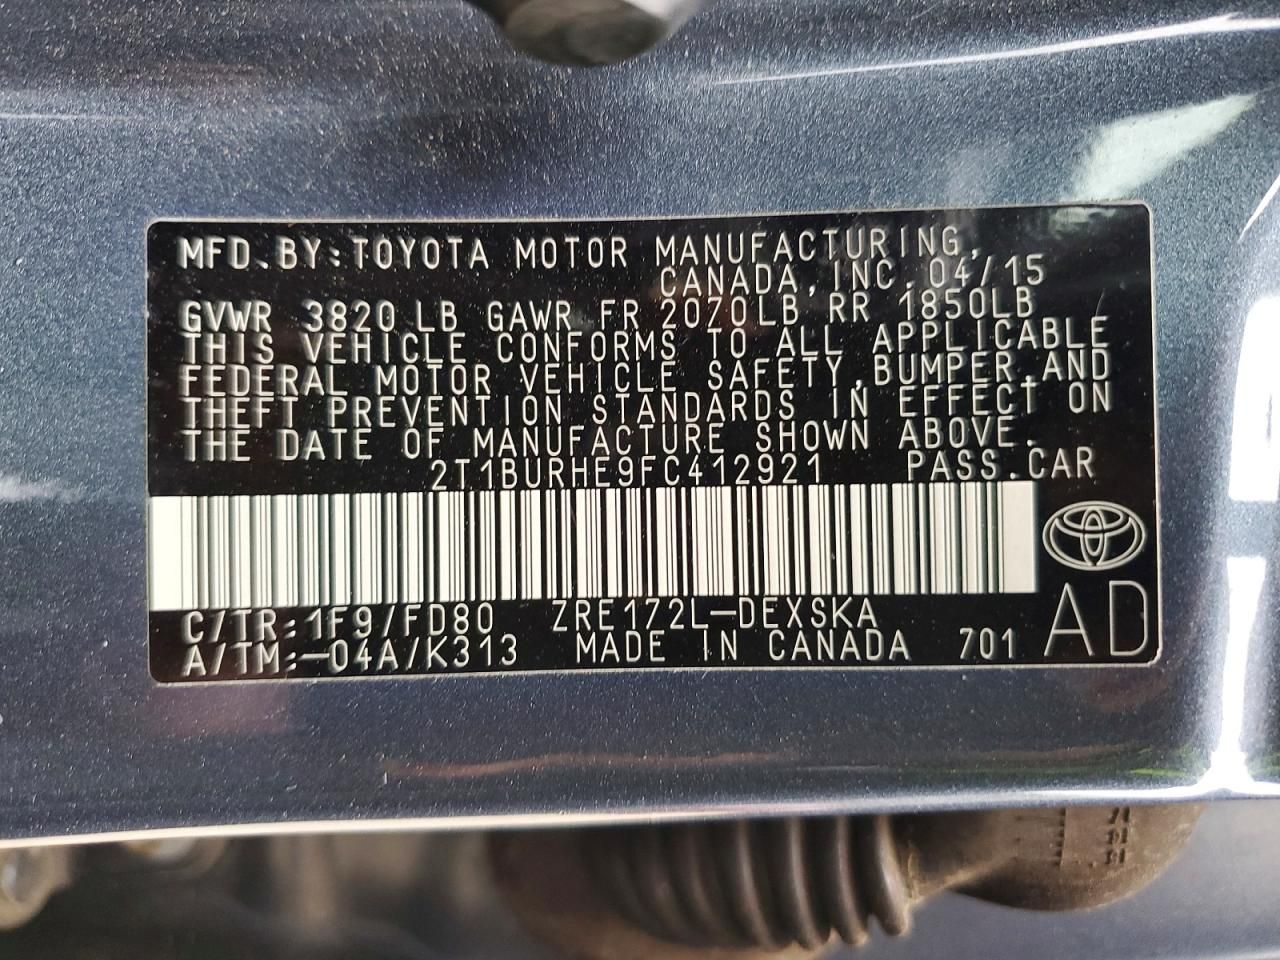 MFD.BY:TOYOTA MOTOR MANUFACTURING,
CANADA,INC.04/15
GVWR 3820 LB GAWR FR 2070LB RR 1850LB
THIS VEHICLE CONFORMS TO ALL APPLICABLE
FEDERAL MOTOR VEHICLE SAFETY,BUMPER,AND
THEFT PREVENTION STANDARDS IN EFFECT ON
THE DATE OF MANUFACTURE SHOWN ABOVE.
2T1BURHE9FC412921 PASS.CAR
C/TR:1F9/FD80 ZRE172L-DEXSKA
A/TM:-04A/K313 MADE IN CANADA 701 AD